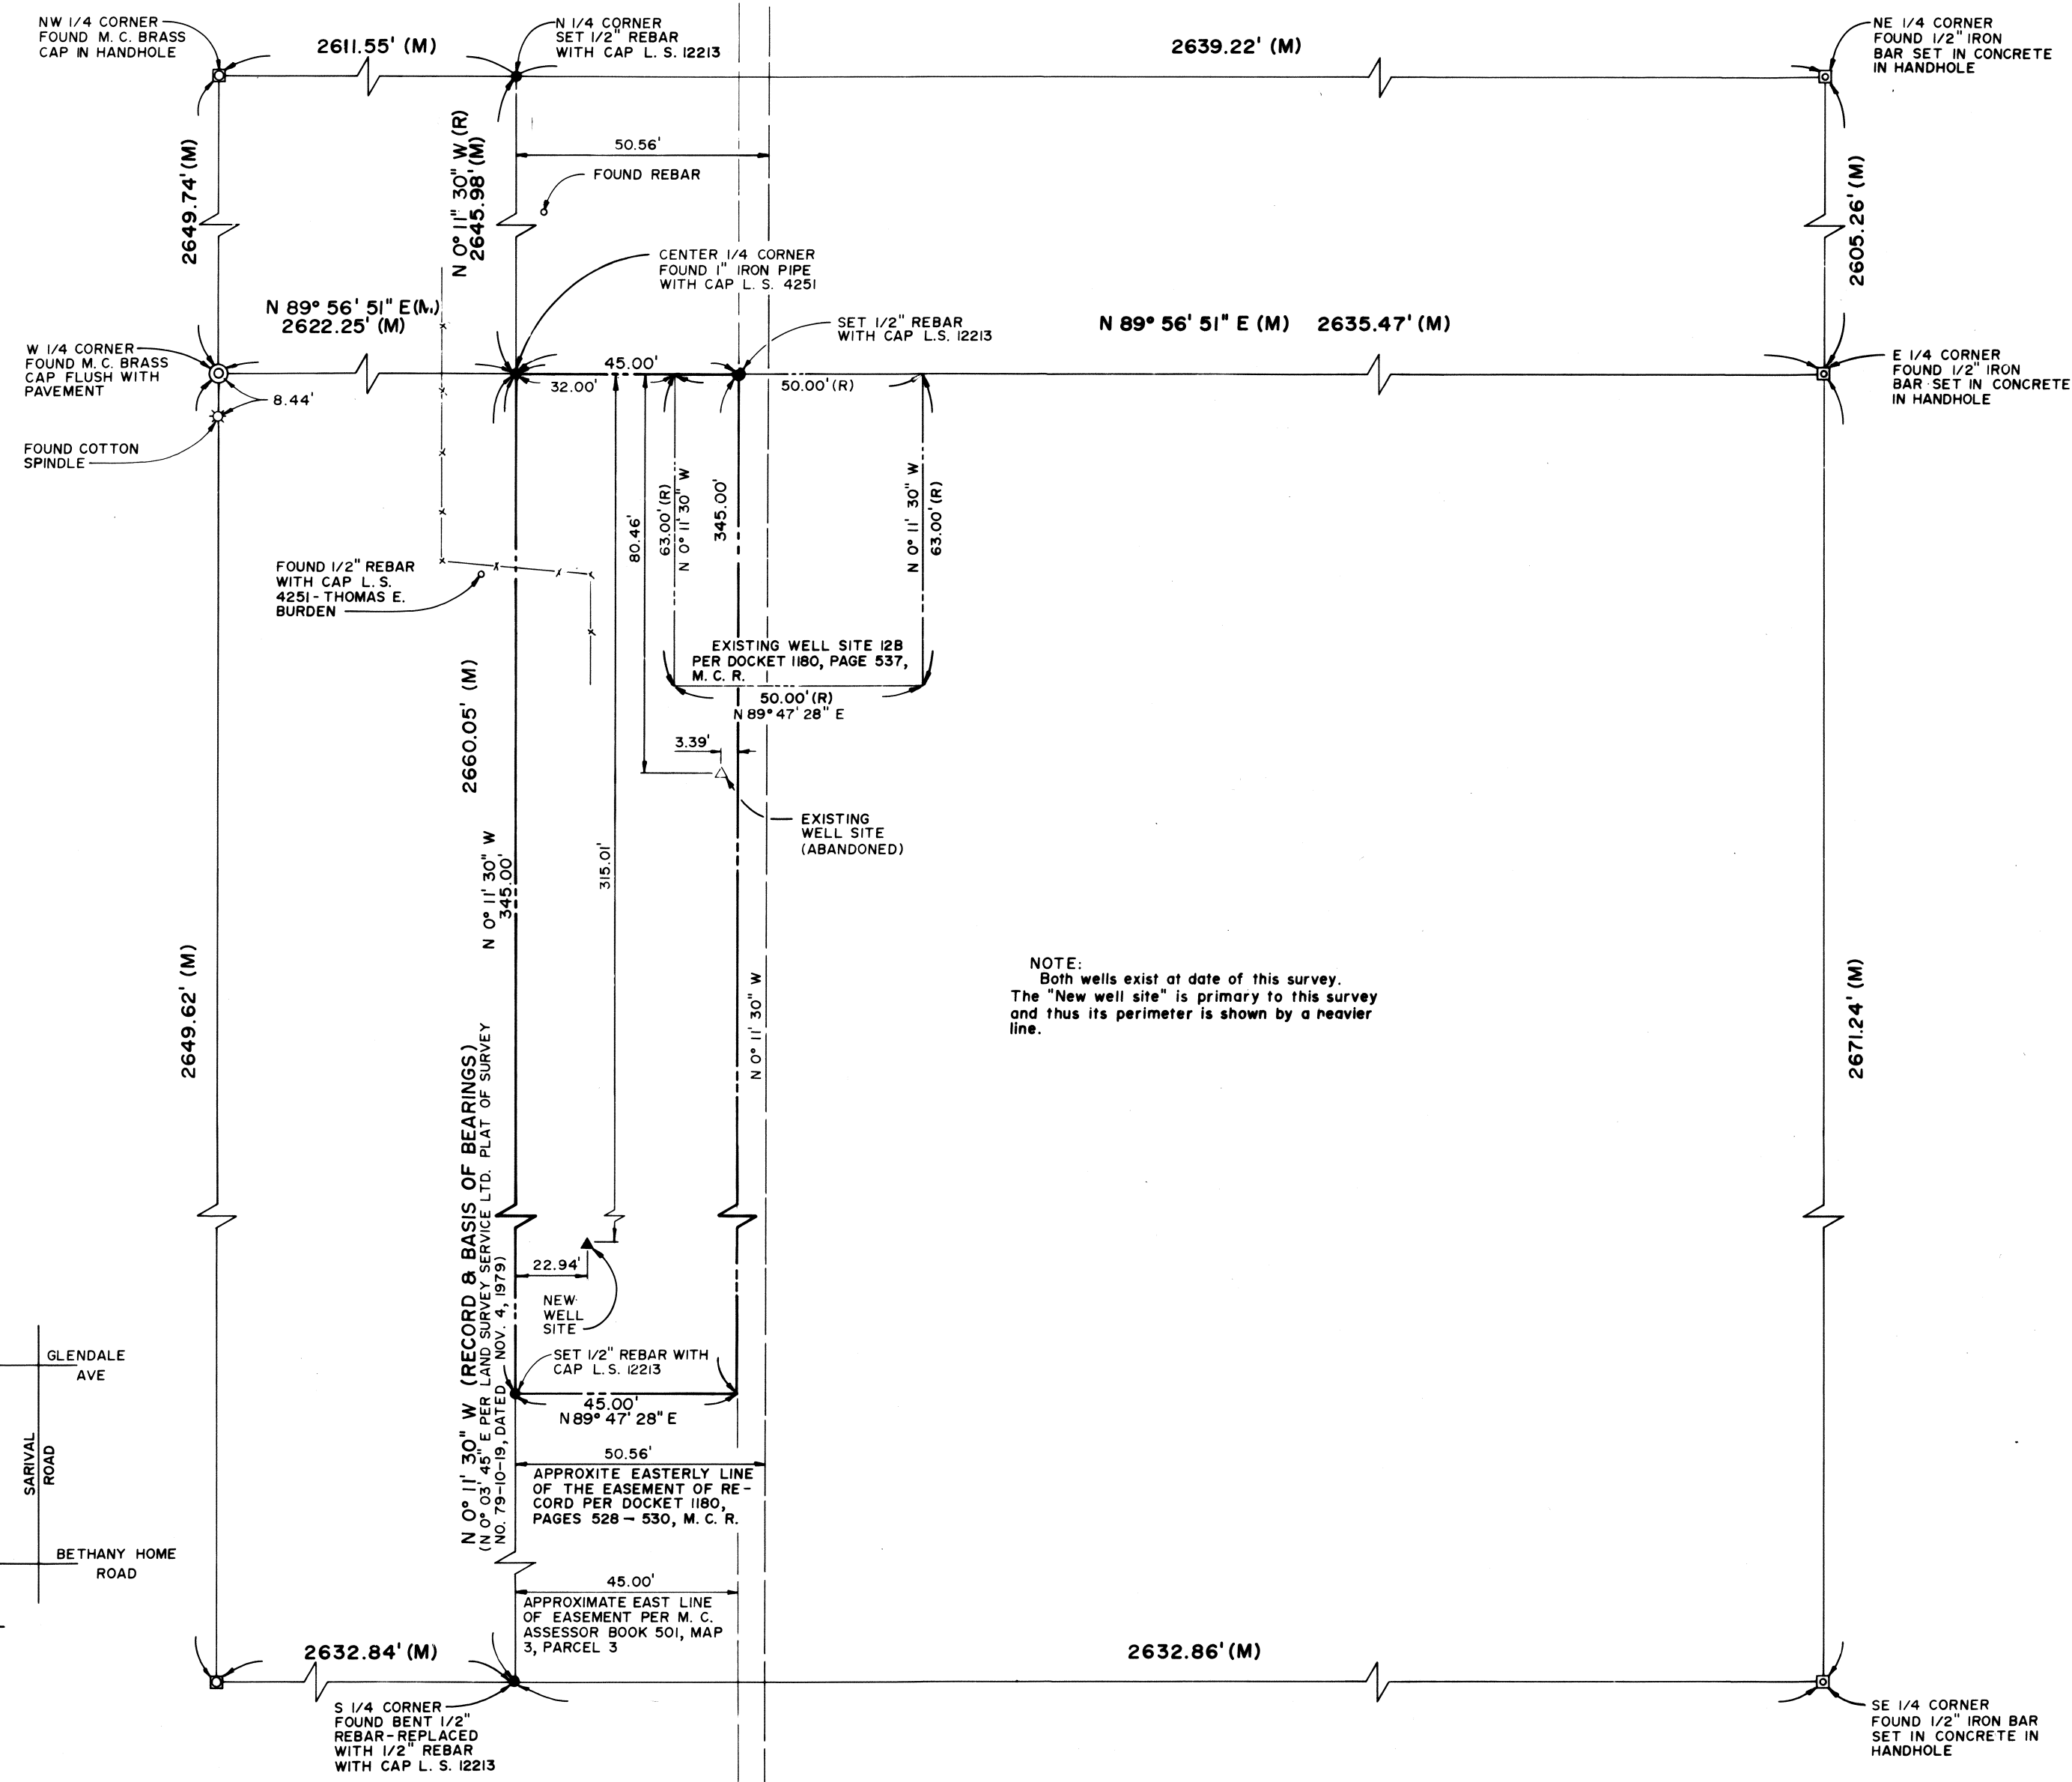 NW 1/4 CORNER
FOUND M. C. BRASS
CAP IN HANDHOLE
2611.55' (M)
N 1/4 CORNER
SET 1/2" REBAR
WITH CAP L. S. 12213
2639.22' (M)
NE 1/4 CORNER
FOUND 1/2" IRON
BAR SET IN CONCRETE
IN HANDHOLE
2649.74' (M)
N 0° 11' 30" W (R)
2645.98' (M)
50.56'
FOUND REBAR
2605.26' (M)
CENTER 1/4 CORNER
FOUND 1" IRON PIPE
WITH CAP L. S. 4251
N 89° 56' 51" E (M)
2622.25' (M)
SET 1/2" REBAR
WITH CAP L.S. 12213
N 89° 56' 51" E (M) 2635.47' (M)
W 1/4 CORNER
FOUND M. C. BRASS
CAP FLUSH WITH
PAVEMENT
8.44'
FOUND COTTON
SPINDLE
45.00'
32.00'
50.00' (R)
E 1/4 CORNER
FOUND 1/2" IRON
BAR SET IN CONCRETE
IN HANDHOLE
80.46'
63.00' (R)
N 0° 11' 30" W
345.00'
N 0° 11' 30" W
63.00' (R)
FOUND 1/2" REBAR
WITH CAP L. S.
4251 - THOMAS E.
BURDEN
EXISTING WELL SITE 12B
PER DOCKET 1180, PAGE 537,
M. C. R.
50.00' (R)
N 89° 47' 28" E
2660.05' (M)
3.39'
EXISTING
WELL SITE
(ABANDONED)
315.01'
N 0° 11' 30" W
345.00'
2649.62' (M)
N 0° 11' 30" W
NOTE:
Both wells exist at date of this survey.
The "New well site" is primary to this survey
and thus its perimeter is shown by a heavier
line.
2671.24' (M)
N 0° 11' 30" W (RECORD & BASIS OF BEARINGS)
(N 0° 03' 45" E PER LAND SURVEY SERVICE LTD. PLAT OF SURVEY
NO. 79-10-19, DATED NOV. 4, 1979)
22.94'
NEW
WELL
SITE
SET 1/2" REBAR WITH
CAP L.S. 12213
45.00'
N 89° 47' 28" E
GLENDALE
AVE
SARIVAL
ROAD
BETHANY HOME
ROAD
50.56'
APPROXITE EASTERLY LINE
OF THE EASEMENT OF RE-
CORD PER DOCKET 1180,
PAGES 528 - 530, M. C. R.
45.00'
APPROXIMATE EAST LINE
OF EASEMENT PER M. C.
ASSESSOR BOOK 501, MAP
3, PARCEL 3
2632.84' (M)
2632.86' (M)
S 1/4 CORNER
FOUND BENT 1/2"
REBAR - REPLACED
WITH 1/2" REBAR
WITH CAP L. S. 12213
SE 1/4 CORNER
FOUND 1/2" IRON BAR
SET IN CONCRETE IN
HANDHOLE